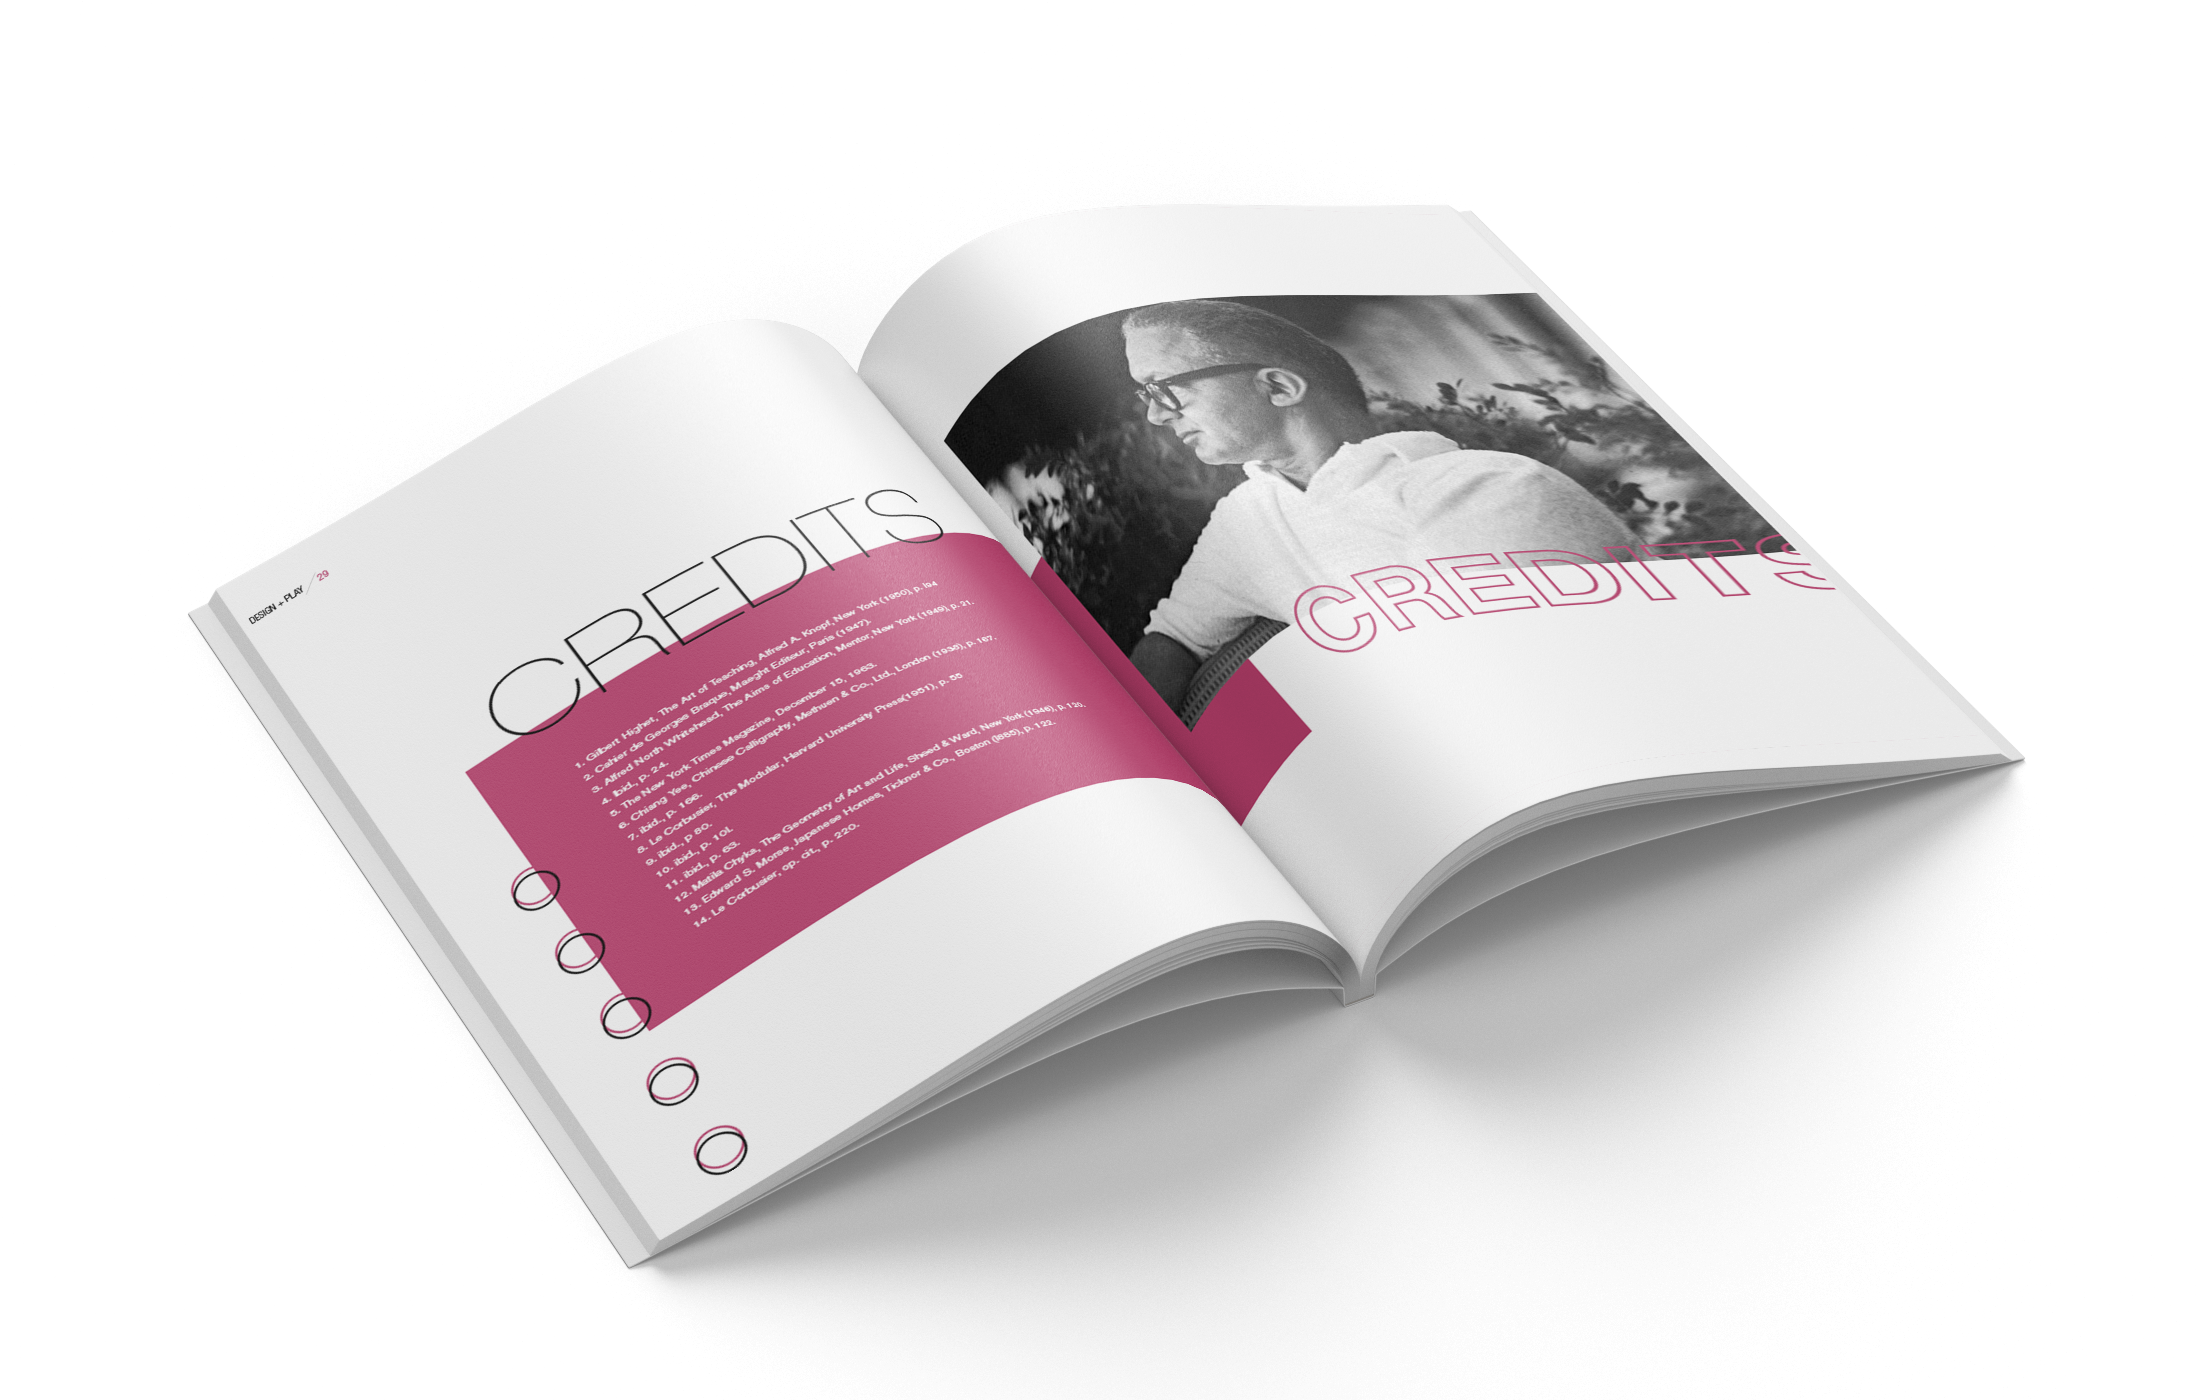 DESIGN + PLAY / 29
CREDITS
1. Gilbert Highet, The Art of Teaching, Alfred A. Knopf, New York (1950), p. 194
2. Cahier de Georges Braque, Maeght Editeur, Paris (1947).
3. Alfred North Whitehead, The Aims of Education, Mentor, New York (1949), p. 21.
4. Ibid., p. 24.
5. The New York Times Magazine, December 15, 1963.
6. Chiang Yee, Chinese Calligraphy, Methuen & Co., Ltd., London (1938), p. 167.
7. ibid., p. 166.
8. Le Corbusier, The Modular, Harvard University Press(1951), p. 55
9. ibid., p 80.
10. ibid., p. 101.
11. ibid., p. 63.
12. Matila Ghyka, The Geometry of Art and Life, Sheed & Ward, New York (1946), p. 120.
13. Edward S. Morse, Japanese Homes, Ticknor & Co., Boston (1885), p. 122.
14. Le Corbusier, op. cit., p. 220.
CREDITS